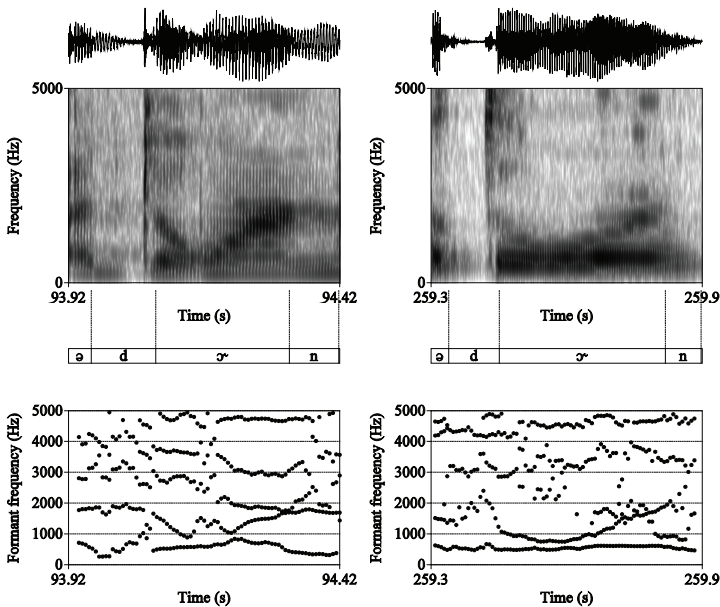 5000
Frequency (Hz)
0
93.92
94.42
Time (s)
5000
Frequency (Hz)
0
259.3
259.9
Time (s)
ə d ɔ˞ n
ə d ɔ˞ n
5000
4000
3000
2000
1000
0
Formant frequency (Hz)
93.92
94.42
Time (s)
5000
4000
3000
2000
1000
0
Formant frequency (Hz)
259.3
259.9
Time (s)